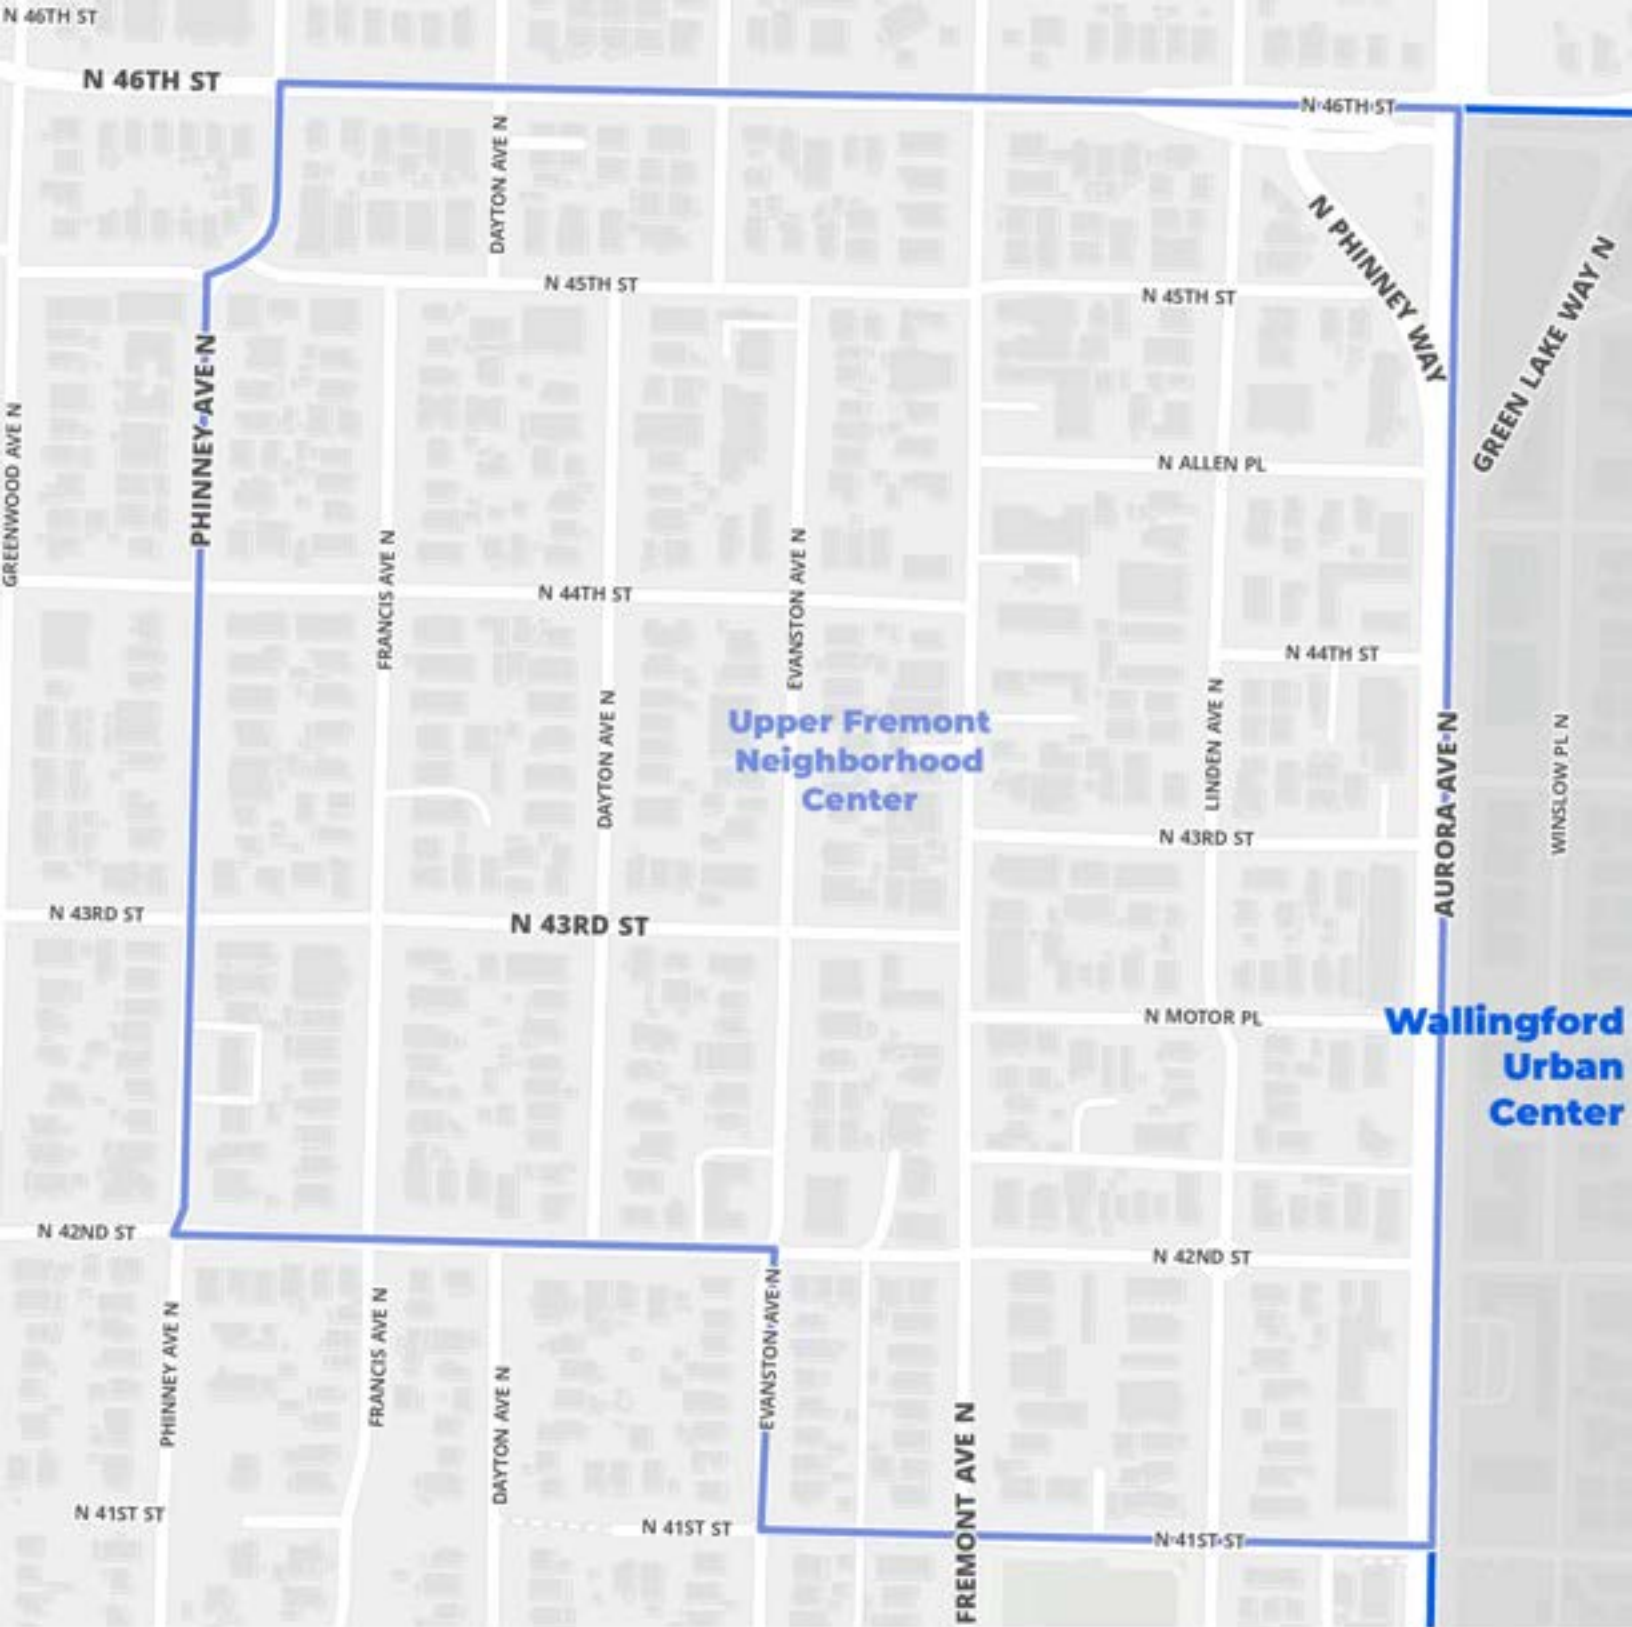 N 46TH ST
N 46TH ST
N 46TH ST
DAYTON AVE N
N PHINNEY WAY
GREEN LAKE WAY N
N 45TH ST
N 45TH ST
PHINNEY AVE N
GREENWOOD AVE N
N ALLEN PL
FRANCIS AVE N
N 44TH ST
EVANSTON AVE N
N 44TH ST
DAYTON AVE N
Upper Fremont
Neighborhood
Center
LINDEN AVE N
AURORA AVE N
WINSLOW PL N
N 43RD ST
N 43RD ST
N 43RD ST
N MOTOR PL
Wallingford
Urban
Center
N 42ND ST
N 42ND ST
PHINNEY AVE N
FRANCIS AVE N
DAYTON AVE N
EVANSTON AVE N
FREMONT AVE N
N 41ST ST
N 41ST ST
N 41ST ST